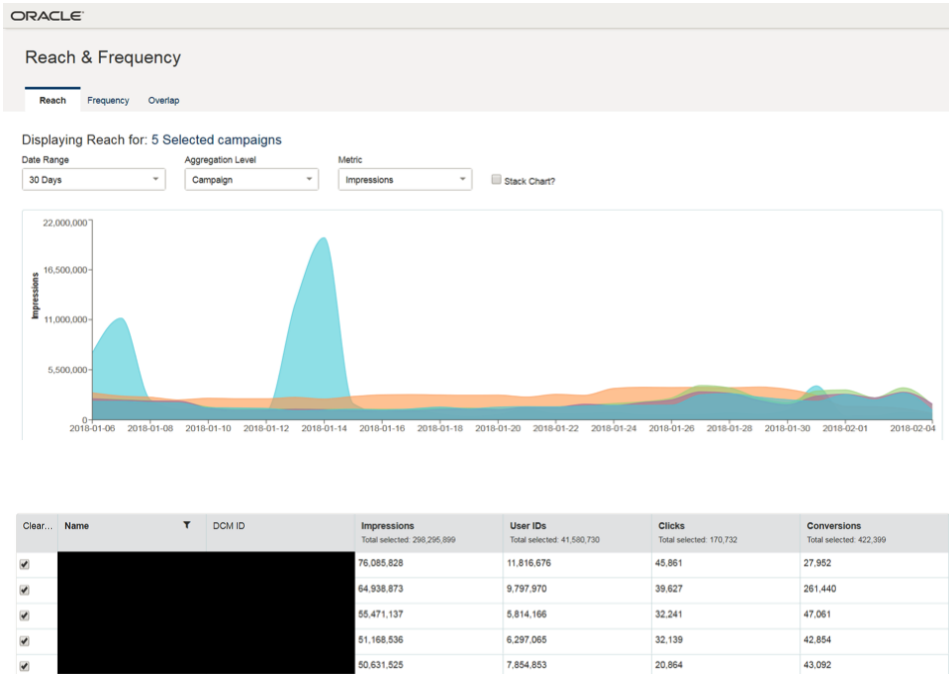 ORACLE
Reach & Frequency
Reach Frequency Overlap
Displaying Reach for: 5 Selected campaigns
Date Range Aggregation Level Metric
30 Days Campaign Impressions Stack Chart?
22,000,000
16,500,000
11,000,000
5,500,000
0
Impressions
2018-01-06 2018-01-08 2018-01-10 2018-01-12 2018-01-14 2018-01-16 2018-01-18 2018-01-20 2018-01-22 2018-01-24 2018-01-26 2018-01-28 2018-01-30 2018-02-01 2018-02-04
Clear... Name DCM ID Impressions User IDs Clicks Conversions
Total selected: 298,295,899 Total selected: 41,580,730 Total selected: 170,732 Total selected: 422,399
76,085,828 11,816,676 45,861 27,952
64,938,873 9,797,970 39,627 261,440
55,471,137 5,814,166 32,241 47,061
51,168,536 6,297,065 32,139 42,854
50,631,525 7,854,853 20,864 43,092